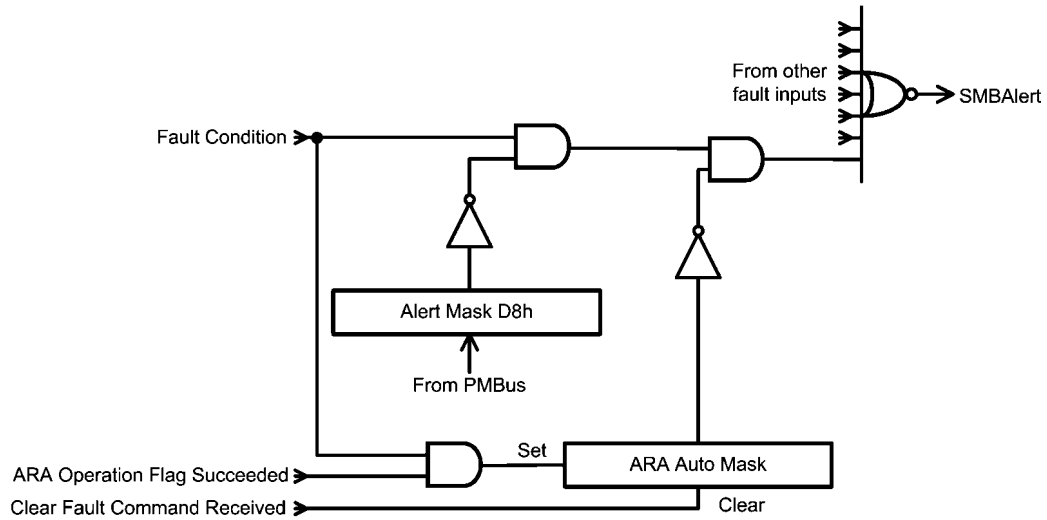 From other
fault inputs
SMBAlert
Fault Condition
Alert Mask D8h
From PMBus
Set
ARA Auto Mask
ARA Operation Flag Succeeded
Clear Fault Command Received
Clear